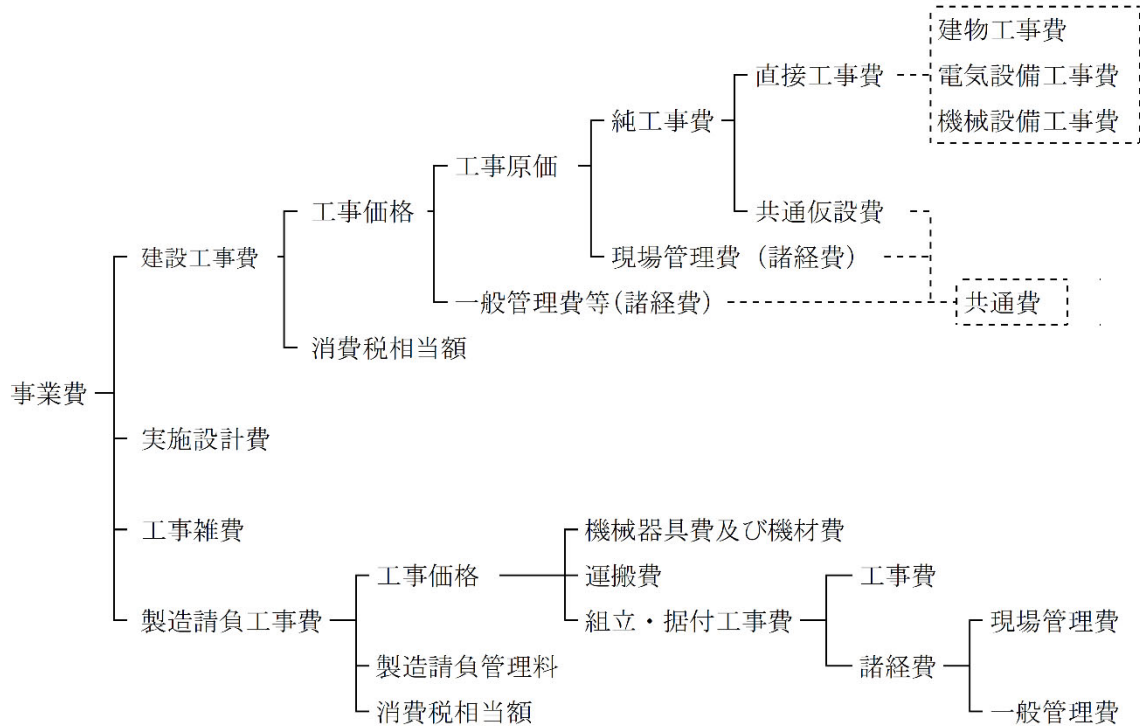 建物工事費
直接工事費
電気設備工事費
機械設備工事費
純工事費
工事原価
工事価格
共通仮設費
建設工事費
現場管理費（諸経費）
一般管理費等(諸経費）
共通費
消費税相当額
事業費
実施設計費
工事雑費
機械器具費及び機材費
工事価格
運搬費
工事費
製造請負工事費
組立・据付工事費
現場管理費
製造請負管理料
諸経費
消費税相当額
一般管理費